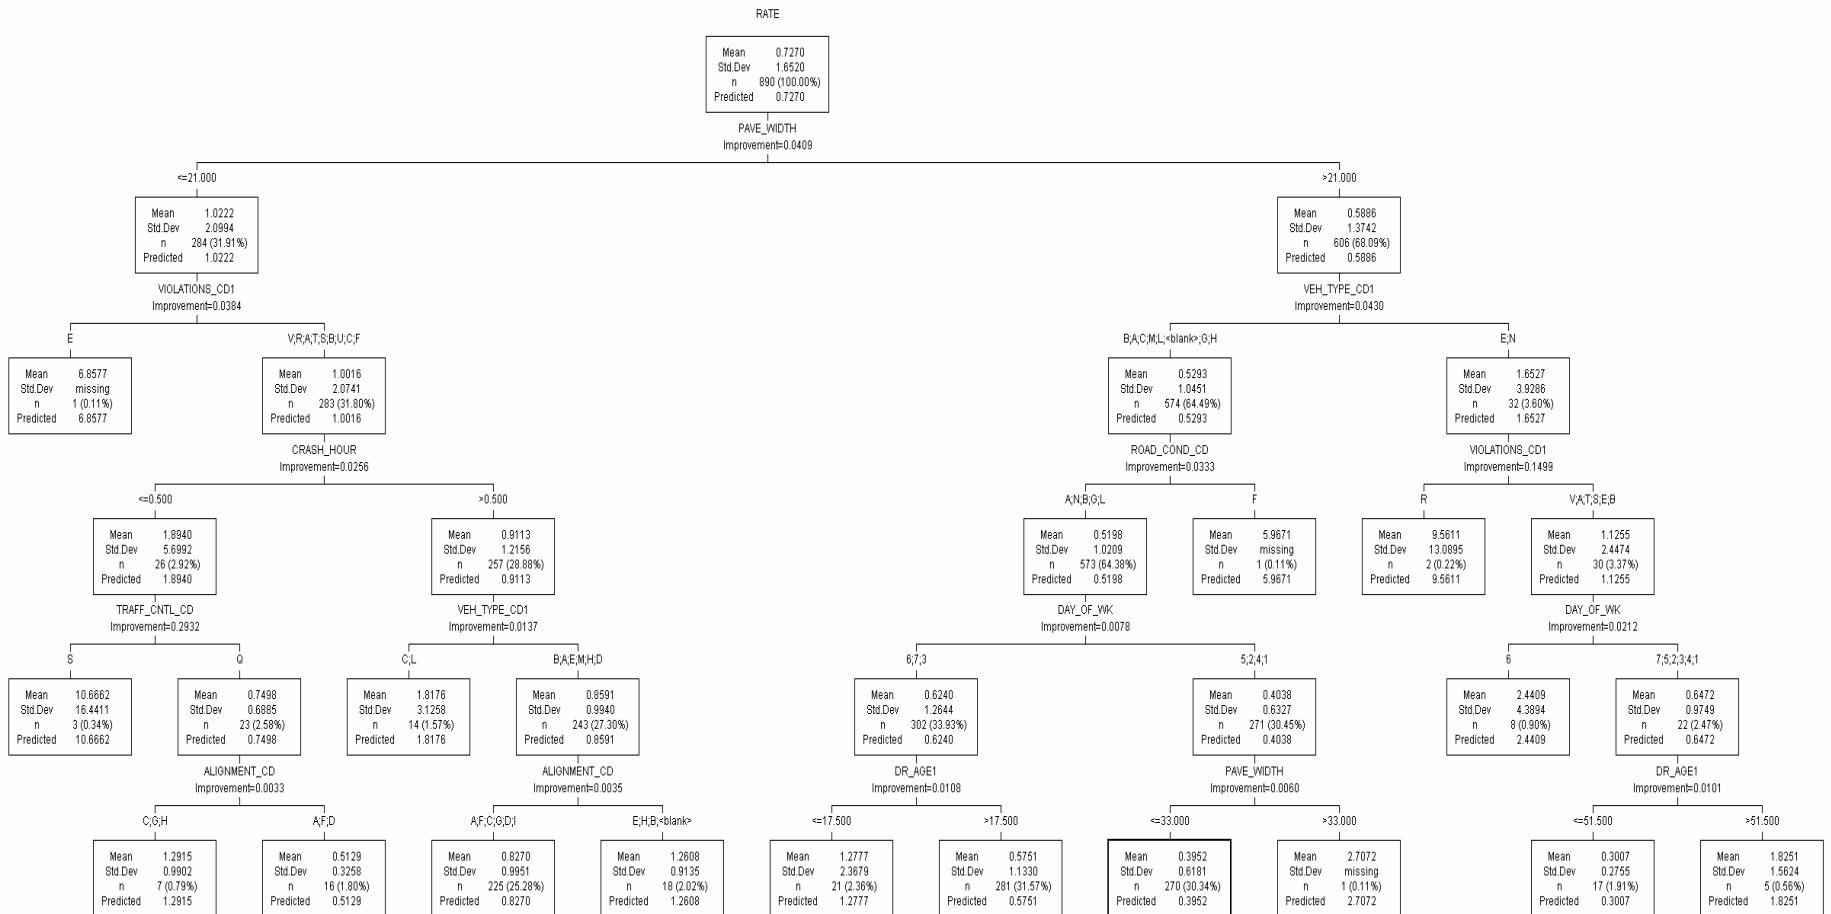 RATE
Mean 0.7270
Std.Dev 1.6520
n 890 (100.00%)
Predicted 0.7270
PAVE_WIDTH
Improvement=0.0409
<=21.000 >21.000
Mean 1.0222
Std.Dev 2.0994
n 284 (31.91%)
Predicted 1.0222
Mean 0.5886
Std.Dev 1.3742
n 606 (68.09%)
Predicted 0.5886
VIOLATIONS_CD1
Improvement=0.0384
VEH_TYPE_CD1
Improvement=0.0430
E V;R;A;T;S;B;U;C;F B;A;C;M;L;<blank>;G;H E;N
Mean 6.8577
Std.Dev missing
n 1 (0.11%)
Predicted 6.8577
Mean 1.0016
Std.Dev 2.0741
n 283 (31.80%)
Predicted 1.0016
Mean 0.5293
Std.Dev 1.0451
n 574 (64.49%)
Predicted 0.5293
Mean 1.6527
Std.Dev 3.9286
n 32 (3.60%)
Predicted 1.6527
CRASH_HOUR
Improvement=0.0256
ROAD_COND_CD
Improvement=0.0333
VIOLATIONS_CD1
Improvement=0.1499
<=0.500 >0.500 A;N;B;G;L F R V;A;T;S;E;B
Mean 1.8940
Std.Dev 5.6992
n 26 (2.92%)
Predicted 1.8940
Mean 0.9113
Std.Dev 1.2156
n 257 (28.88%)
Predicted 0.9113
Mean 0.5198
Std.Dev 1.0209
n 573 (64.38%)
Predicted 0.5198
Mean 5.9671
Std.Dev missing
n 1 (0.11%)
Predicted 5.9671
Mean 9.5611
Std.Dev 13.0895
n 2 (0.22%)
Predicted 9.5611
Mean 1.1255
Std.Dev 2.4474
n 30 (3.37%)
Predicted 1.1255
TRAFF_CNTL_CD
Improvement=0.2932
VEH_TYPE_CD1
Improvement=0.0137
DAY_OF_WK
Improvement=0.0078
DAY_OF_WK
Improvement=0.0212
S Q C;L B;A;E;M;H;D 6;7;3 5;2;4;1 6 7;5;2;3;4;1
Mean 10.6662
Std.Dev 16.4411
n 3 (0.34%)
Predicted 10.6662
Mean 0.7498
Std.Dev 0.6885
n 23 (2.58%)
Predicted 0.7498
Mean 1.8176
Std.Dev 3.1258
n 14 (1.57%)
Predicted 1.8176
Mean 0.8591
Std.Dev 0.9940
n 243 (27.30%)
Predicted 0.8591
Mean 0.6240
Std.Dev 1.2644
n 302 (33.93%)
Predicted 0.6240
Mean 0.4038
Std.Dev 0.6327
n 271 (30.45%)
Predicted 0.4038
Mean 2.4409
Std.Dev 4.3894
n 8 (0.90%)
Predicted 2.4409
Mean 0.6472
Std.Dev 0.9749
n 22 (2.47%)
Predicted 0.6472
ALIGNMENT_CD
Improvement=0.0033
ALIGNMENT_CD
Improvement=0.0035
DR_AGE1
Improvement=0.0108
PAVE_WIDTH
Improvement=0.0060
DR_AGE1
Improvement=0.0101
C;G;H A;F;D A;F;C;G;D;I E;H;B;<blank> <=17.500 >17.500 <=33.000 >33.000 <=51.500 >51.500
Mean 1.2915
Std.Dev 0.9902
n 7 (0.79%)
Predicted 1.2915
Mean 0.5129
Std.Dev 0.3258
n 16 (1.80%)
Predicted 0.5129
Mean 0.8270
Std.Dev 0.9951
n 225 (25.28%)
Predicted 0.8270
Mean 1.2608
Std.Dev 0.9135
n 18 (2.02%)
Predicted 1.2608
Mean 1.2777
Std.Dev 2.3679
n 21 (2.36%)
Predicted 1.2777
Mean 0.5751
Std.Dev 1.1330
n 281 (31.57%)
Predicted 0.5751
Mean 0.3952
Std.Dev 0.6181
n 270 (30.34%)
Predicted 0.3952
Mean 2.7072
Std.Dev missing
n 1 (0.11%)
Predicted 2.7072
Mean 0.3007
Std.Dev 0.2755
n 17 (1.91%)
Predicted 0.3007
Mean 1.8251
Std.Dev 1.5624
n 5 (0.56%)
Predicted 1.8251